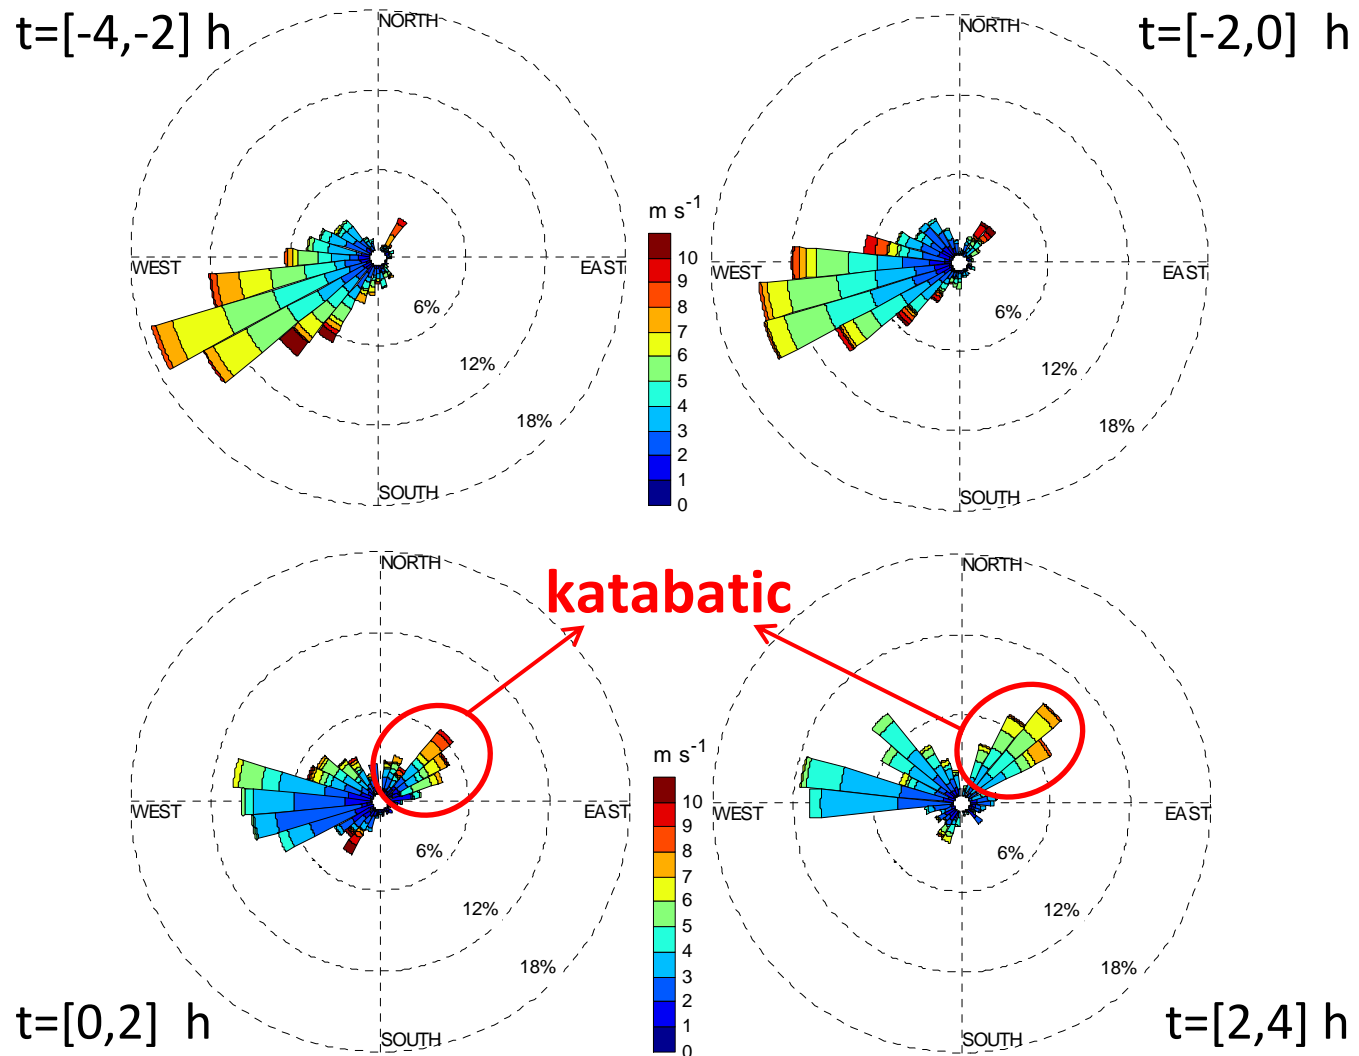 t=[-4,-2] h
t=[-2,0] h
NORTH
WEST
EAST
SOUTH
6%
12%
18%
m s-1
10
9
8
7
6
5
4
3
2
1
0
NORTH
WEST
EAST
SOUTH
6%
12%
18%
katabatic
NORTH
WEST
EAST
SOUTH
6%
12%
18%
m s-1
10
9
8
7
6
5
4
3
2
1
0
NORTH
WEST
EAST
SOUTH
6%
12%
18%
t=[0,2] h
t=[2,4] h